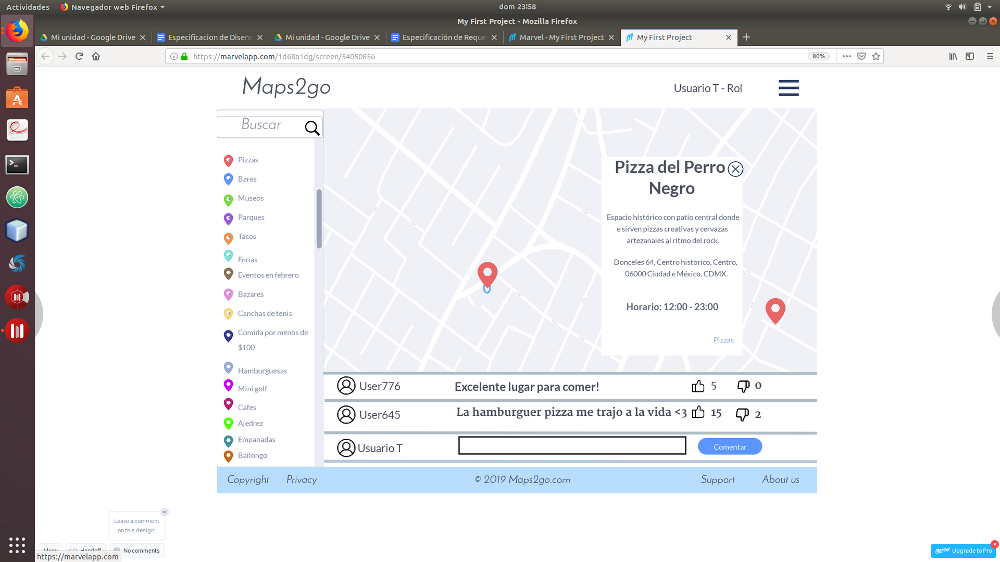 Actividades
Navegador web Firefox
dom 23:58
My First Project - Mozilla Firefox
Mi unidad - Google Drive
Especificacion de Diseño
Mi unidad - Google Drive
Especificación de Reque
Marvel - My First Project
My First Project
https://marvelapp.com/1d68a1dg/screen/54050856
80%
Maps2go
Usuario T - Rol
Buscar
Pizzas
Bares
Museos
Parques
Tacos
Ferias
Eventos en febrero
Bazares
Canchas de tenis
Comida por menos de
$100
Hamburguesas
Mini golf
Cafes
Ajedrez
Empanadas
Bailongo
Pizza del Perro
Negro
Espacio histórico con patio central donde
e sirven pizzas creativas y cervazas
artezanales al ritmo del rock.
Donceles 64, Centro historico, Centro,
06000 Ciudad e México, CDMX.
Horario: 12:00 - 23:00
Pizzas
User776
Excelente lugar para comer!
5
0
User645
La hamburguer pizza me trajo a la vida <3
15
2
Usuario T
Comentar
Copyright
Privacy
© 2019 Maps2go.com
Support
About us
Leave a comment
on this design!
Menu
Handoff
No comments
https://marvelapp.com
Marvel
Upgrade to Pro